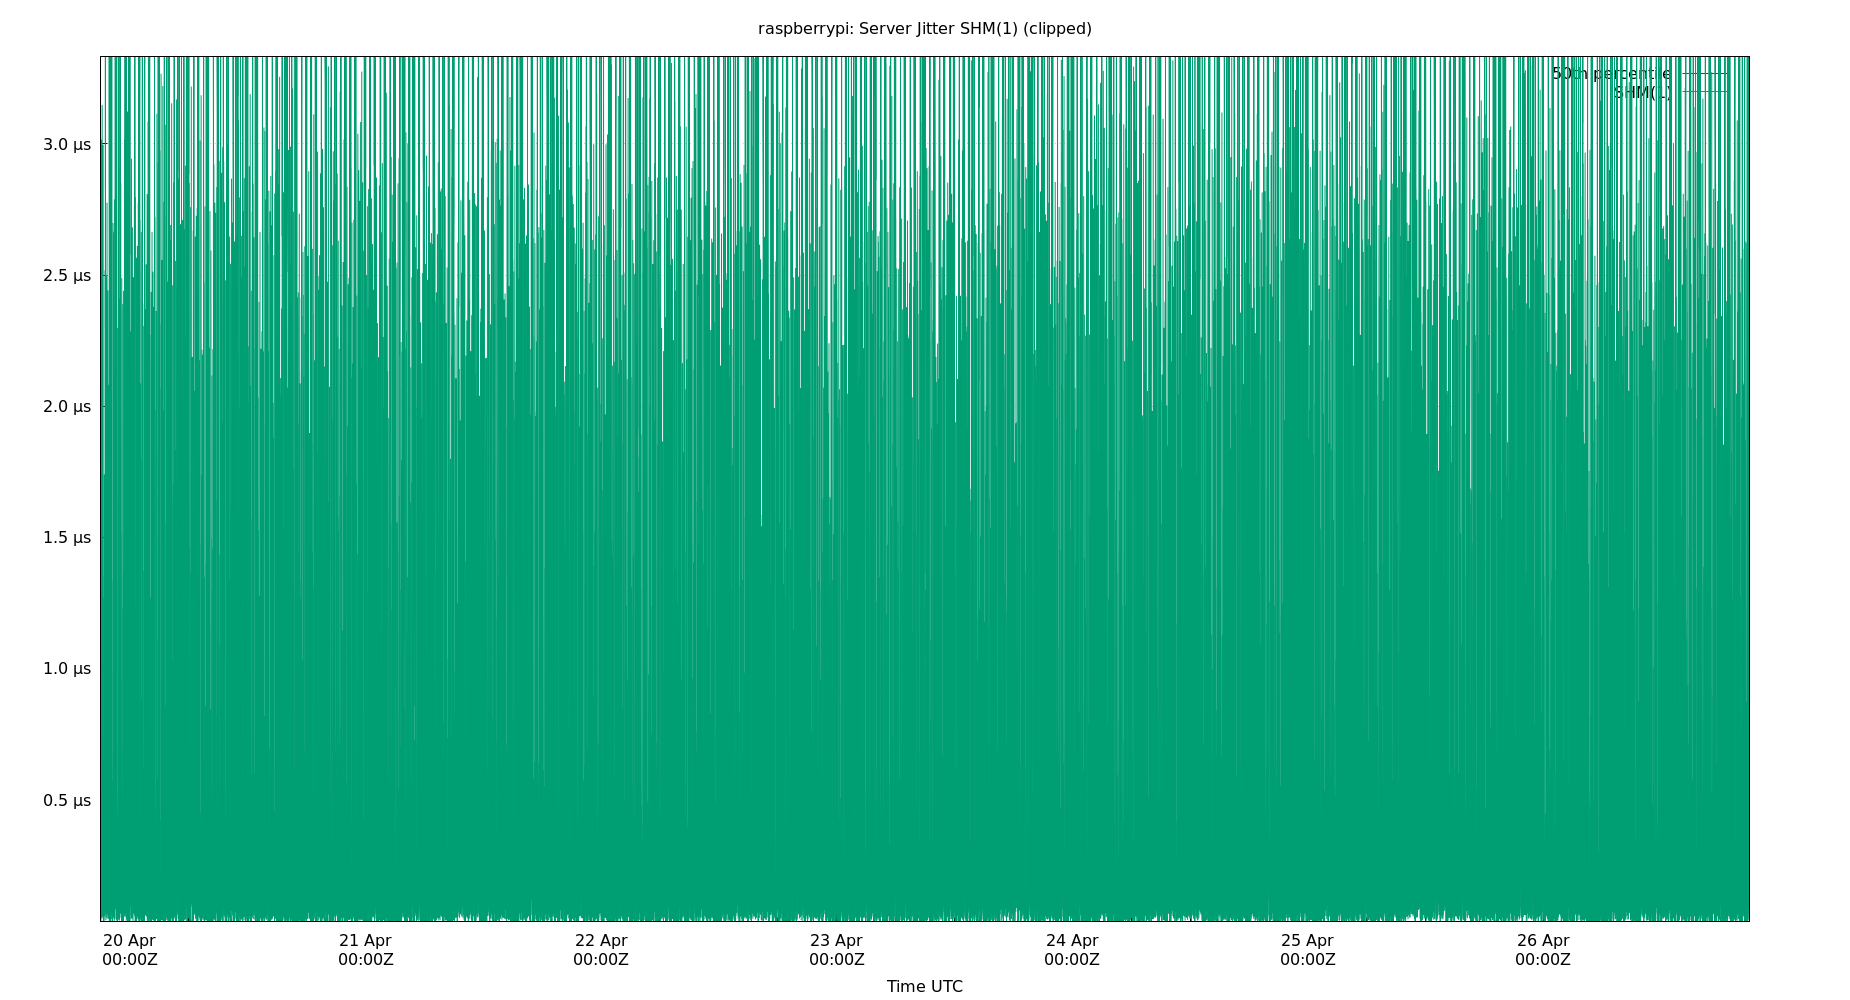 raspberrypi: Server Jitter SHM(1) (clipped)
50th percentile
SHM(1)
3.0 µs
2.5 µs
2.0 µs
1.5 µs
1.0 µs
0.5 µs
20 Apr 21 Apr 22 Apr 23 Apr 24 Apr 25 Apr 26 Apr
00:00Z 00:00Z 00:00Z 00:00Z 00:00Z 00:00Z 00:00Z
Time UTC